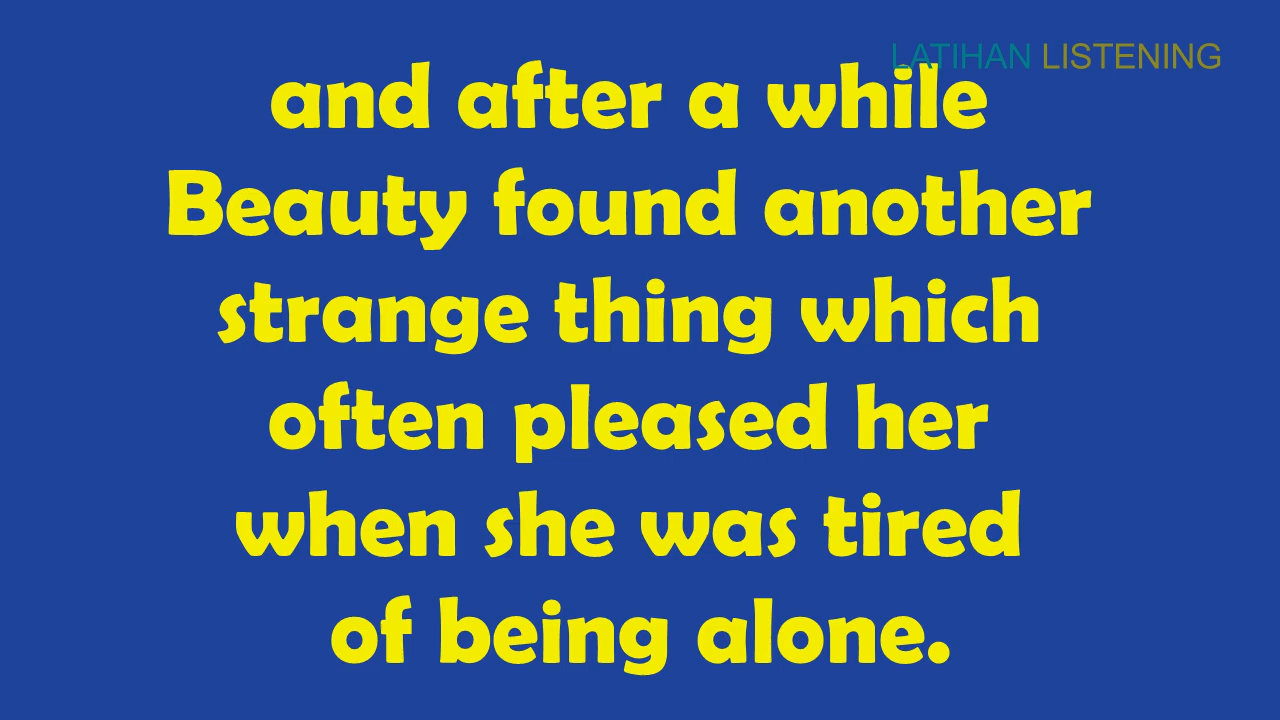 LATIHAN LISTENING
and after a while
Beauty found another
strange thing which
often pleased her
when she was tired
of being alone.